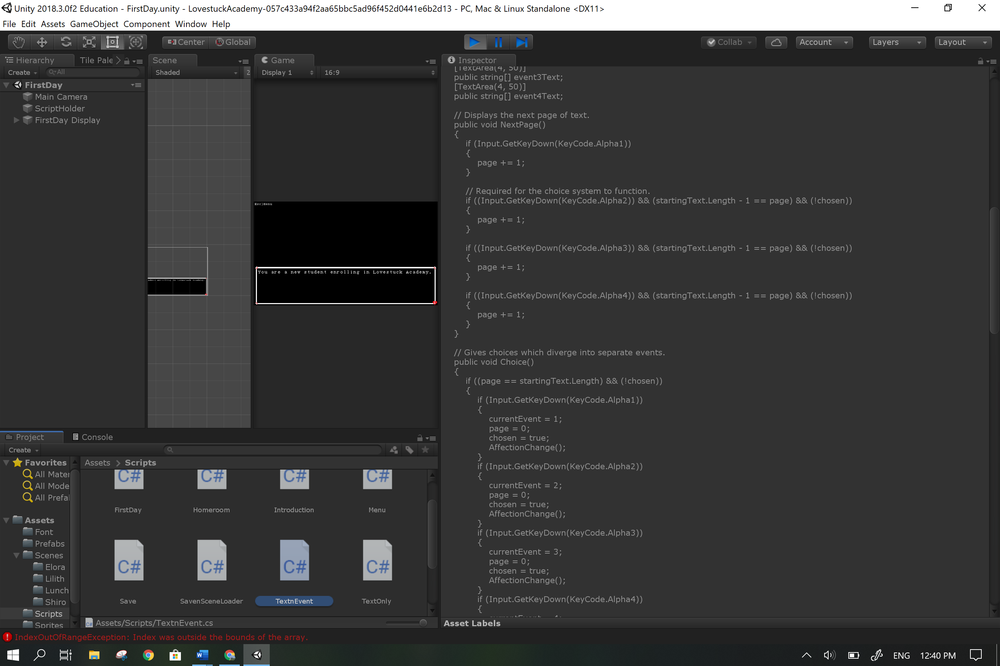 Unity 2018.3.0f2 Education - FirstDay.unity - LovestuckAcademy-057c433a94f2aa65bbc5ad96f452d0441e6b2d13 - PC, Mac & Linux Standalone <DX11>
File Edit Assets GameObject Component Window Help
Center Global
Collab Account Layers Layout
Hierarchy Tile Pale
Create All
FirstDay
Main Camera
ScriptHolder
FirstDay Display
Scene
Shaded 2
Game
Display 1 16:9
Esc)Menu
You are a new student enrolling in Lovestuck Academy.
udent enrolling in Lovestuck Academy.
Inspector
[TextArea(4, 50)]
public string[] event3Text;
[TextArea(4, 50)]
public string[] event4Text;
// Displays the next page of text.
public void NextPage()
{
if (Input.GetKeyDown(KeyCode.Alpha1))
{
page += 1;
}
// Required for the choice system to function.
if ((Input.GetKeyDown(KeyCode.Alpha2)) && (startingText.Length - 1 == page) && (!chosen))
{
page += 1;
}
if ((Input.GetKeyDown(KeyCode.Alpha3)) && (startingText.Length - 1 == page) && (!chosen))
{
page += 1;
}
if ((Input.GetKeyDown(KeyCode.Alpha4)) && (startingText.Length - 1 == page) && (!chosen))
{
page += 1;
}
}
// Gives choices which diverge into separate events.
public void Choice()
{
if ((page == startingText.Length) && (!chosen))
{
if (Input.GetKeyDown(KeyCode.Alpha1))
{
currentEvent = 1;
page = 0;
chosen = true;
AffectionChange();
}
if (Input.GetKeyDown(KeyCode.Alpha2))
{
currentEvent = 2;
page = 0;
chosen = true;
AffectionChange();
}
if (Input.GetKeyDown(KeyCode.Alpha3))
{
currentEvent = 3;
page = 0;
chosen = true;
AffectionChange();
}
if (Input.GetKeyDown(KeyCode.Alpha4))
{
Asset Labels
Project Console
Create
Favorites
All Mater
All Mode
All Prefal
Assets
Font
Prefabs
Scenes
Elora
Lilith
Lunch
Shiro
Scripts
Sprites
Assets > Scripts
C# C# C# C#
FirstDay Homeroom Introduction Menu
C# C# C# C#
Save SavenSceneLoader TextnEvent TextOnly
C# Assets/Scripts/TextnEvent.cs
IndexOutOfRangeException: Index was outside the bounds of the array.
ENG 12:40 PM